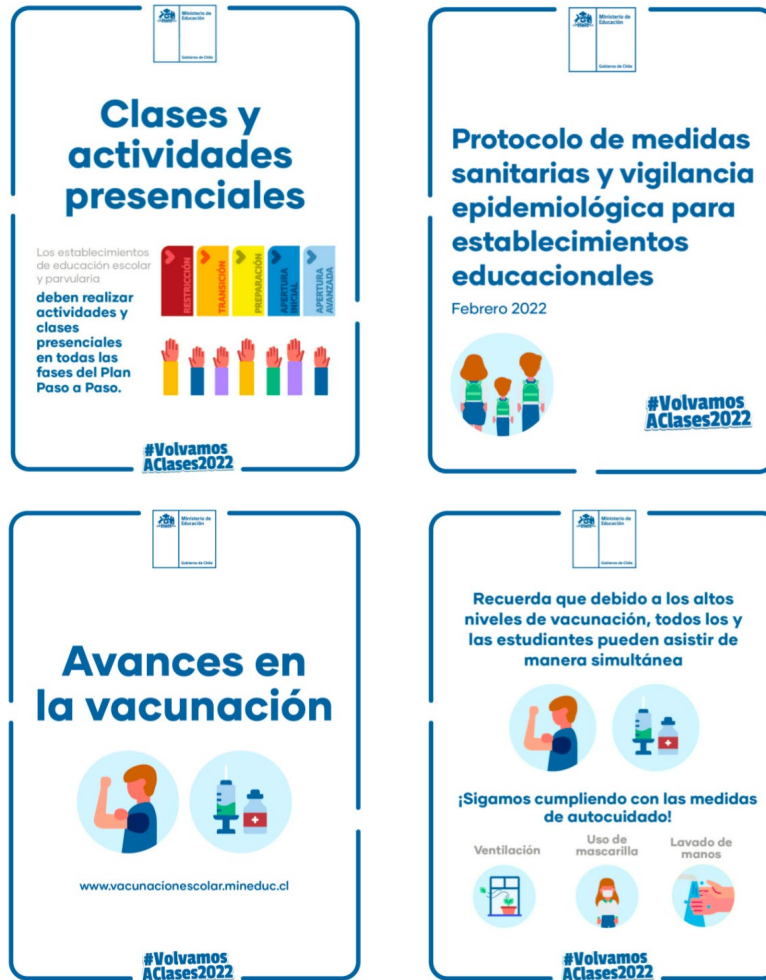 Ministerio de
Educación
Gobierno de Chile
Clases y
actividades
presenciales
Los establecimientos
de educación escolar
y parvularia
deben realizar
actividades y
clases
presenciales
en todas las
fases del Plan
Paso a Paso.
RESTRICCIÓN
TRANSICIÓN
PREPARACIÓN
APERTURA
INICIAL
APERTURA
AVANZADA
#Volvamos
AClases2022
Ministerio de
Educación
Gobierno de Chile
Protocolo de medidas
sanitarias y vigilancia
epidemiológica para
establecimientos
educacionales
Febrero 2022
#Volvamos
AClases2022
Ministerio de
Educación
Gobierno de Chile
Avances en
la vacunación
www.vacunacionescolar.mineduc.cl
#Volvamos
AClases2022
Ministerio de
Educación
Gobierno de Chile
Recuerda que debido a los altos
niveles de vacunación, todos los y
las estudiantes pueden asistir de
manera simultánea
¡Sigamos cumpliendo con las medidas
de autocuidado!
Ventilación
Uso de
mascarilla
Lavado de
manos
#Volvamos
AClases2022